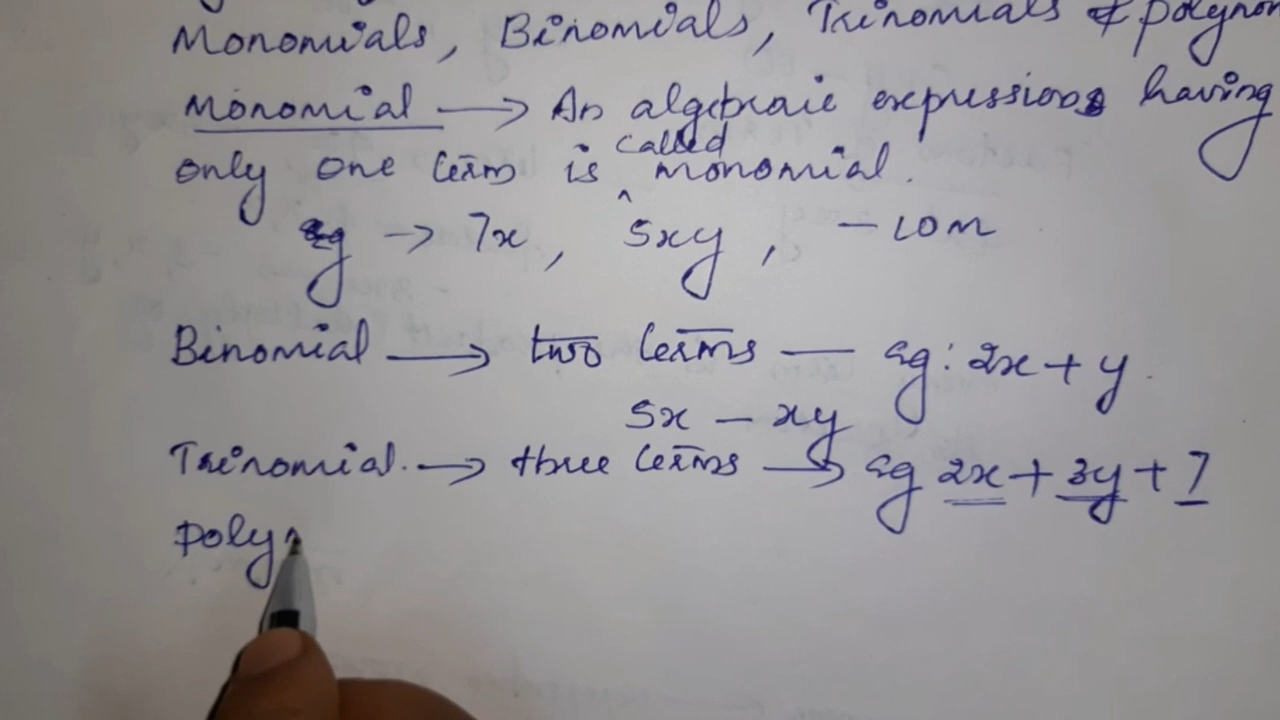 Monomials, Binomials, Trinomials & polynom
Monomial → An algebraic expressions having
only one term is called monomial.
eg → 7x, 5xy, -10m
Binomial → two terms — eg: 2x + y
5x - xy
Trinomial. → three terms → eg 2x + 3y + 7
Polyn